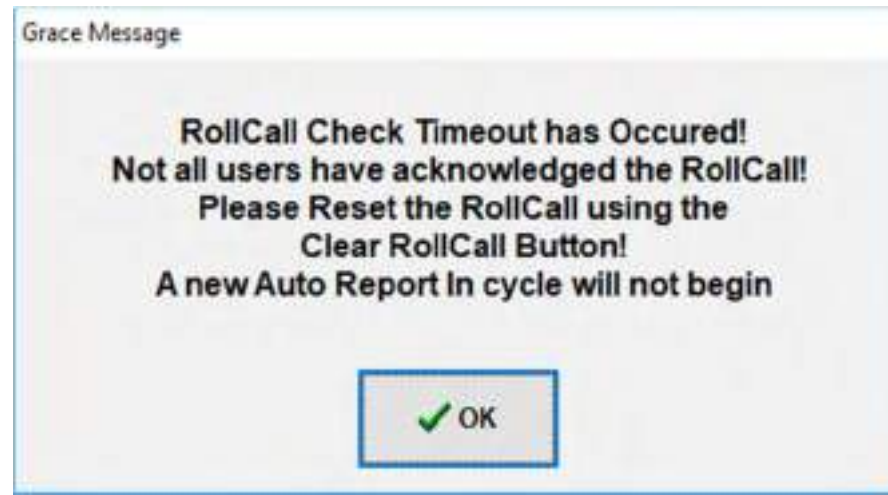 Grace Message
RollCall Check Timeout has Occured!
Not all users have acknowledged the RollCall!
Please Reset the RollCall using the
Clear RollCall Button!
A new Auto Report In cycle will not begin
OK